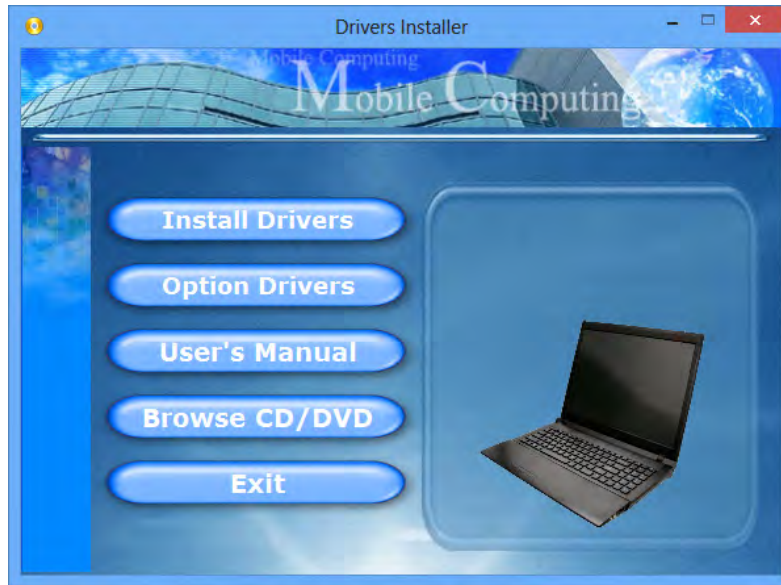 Drivers Installer
Mobile Computing
Mobile Computing
Install Drivers
Option Drivers
User's Manual
Browse CD/DVD
Exit